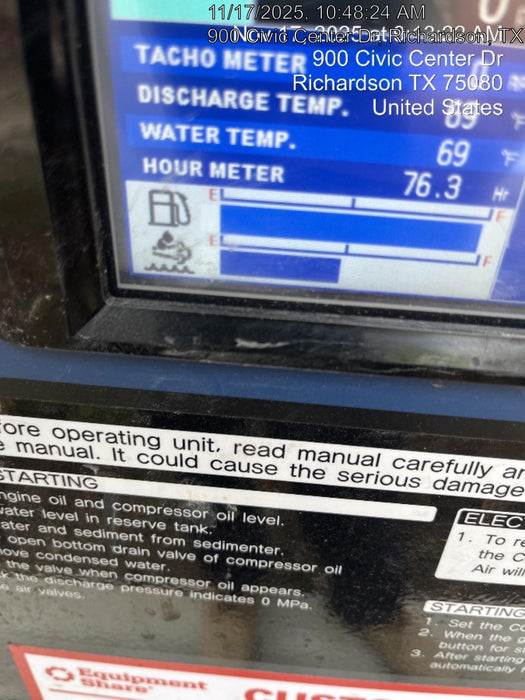 11/17/2025, 10:48:24 AM
900 Civic Center Dr, Richardson, TX
900 Civic Center Dr
Richardson TX 75080
United States
TACHO METER
DISCHARGE TEMP. 69 °F
WATER TEMP. 69 °F
HOUR METER 76.3 Hr
E F
E F
fore operating unit, read manual carefully an
e manual. It could cause the serious damage
STARTING
ngine oil and compressor oil level.
water level in reserve tank.
ater and sediment from sedimenter.
open bottom drain valve of compressor oil
ove condensed water.
the valve when compressor oil appears.
k the discharge pressure indicates 0 MPa.
air valves.
ELEC
1. To re
the C
Air will
STARTING
1. Set the
2. When the
button for
3. After starting
automatically
Equipment
Share